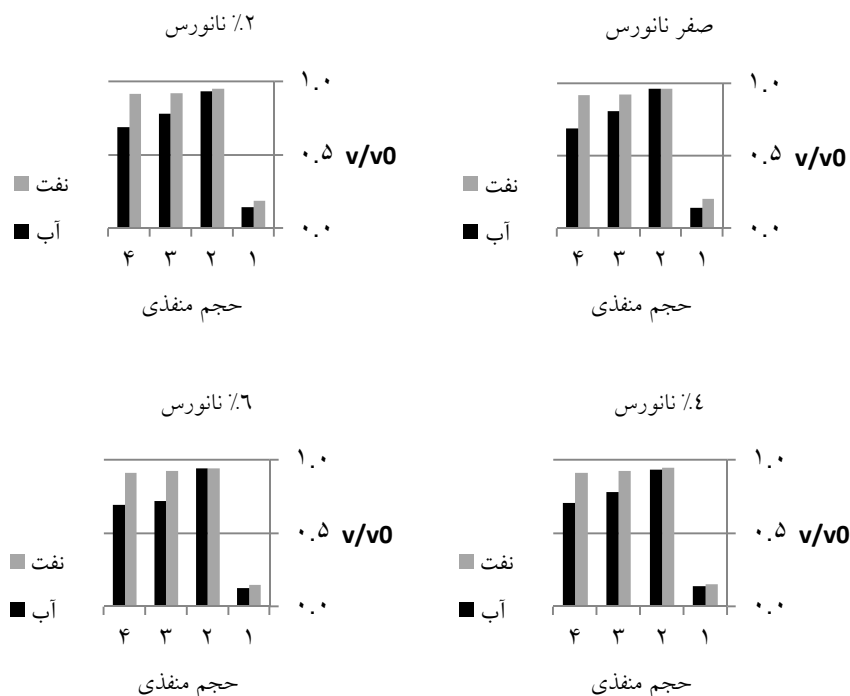 صفر نانورس
۱.۰
۰.۵
۰.۰
v/v0
نفت
آب
۱ ۲ ۳ ۴
حجم منفذی
۲٪ نانورس
۱.۰
۰.۵
۰.۰
v/v0
نفت
آب
۱ ۲ ۳ ۴
حجم منفذی
٤٪ نانورس
۱.۰
۰.۵
۰.۰
v/v0
نفت
آب
۱ ۲ ۳ ۴
حجم منفذی
٦٪ نانورس
۱.۰
۰.۵
۰.۰
v/v0
نفت
آب
۱ ۲ ۳ ۴
حجم منفذی